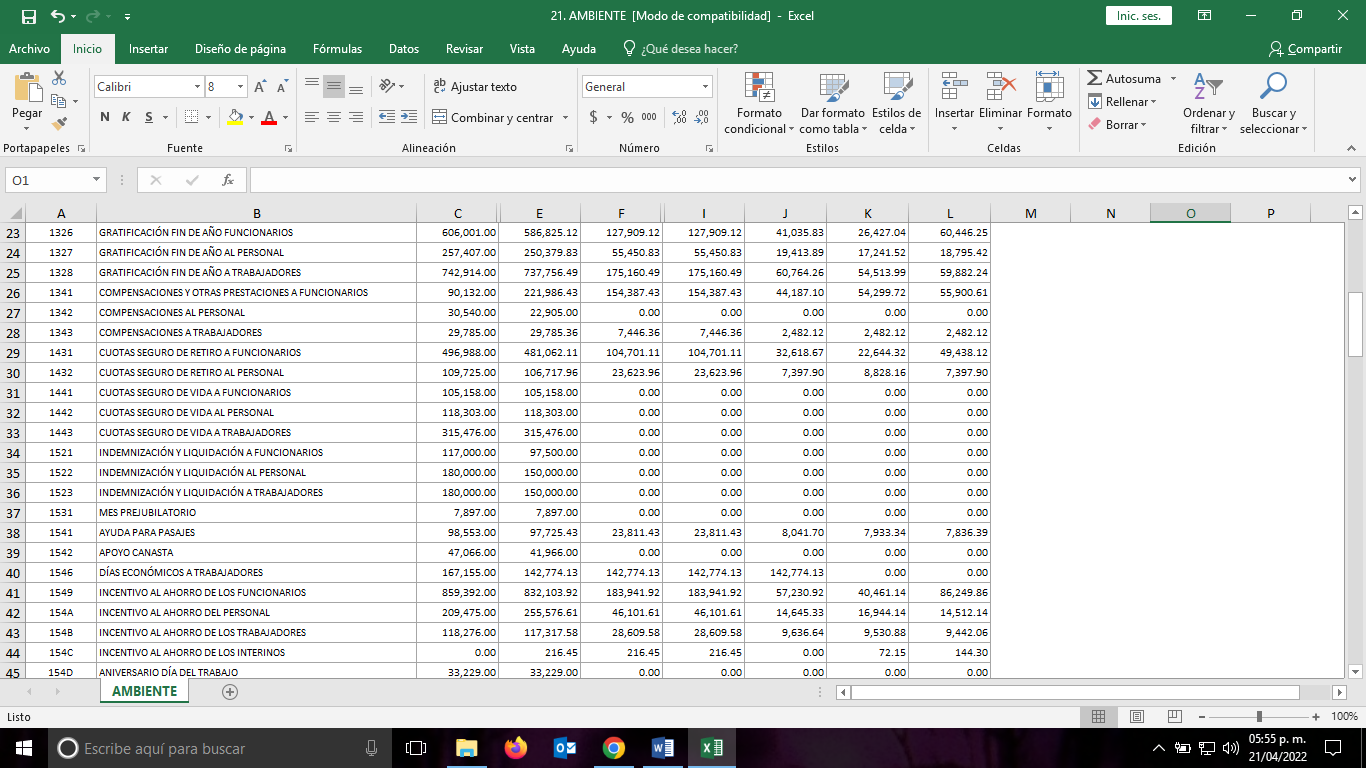 21. AMBIENTE [Modo de compatibilidad] - Excel
Inic. ses.
Archivo Inicio Insertar Diseño de página Fórmulas Datos Revisar Vista Ayuda ¿Qué desea hacer? Compartir
Pegar
Calibri 8
N K S A
Ajustar texto
Combinar y centrar
General
$ % 000
Formato condicional
Dar formato como tabla
Estilos de celda
Insertar Eliminar Formato
Autosuma
Rellenar
Borrar
Ordenar y filtrar
Buscar y seleccionar
Portapapeles Fuente Alineación Número Estilos Celdas Edición
O1 fx
A B C E F I J K L M N O P
23 1326 GRATIFICACIÓN FIN DE AÑO FUNCIONARIOS 606,001.00 586,825.12 127,909.12 127,909.12 41,035.83 26,427.04 60,446.25
24 1327 GRATIFICACIÓN FIN DE AÑO AL PERSONAL 257,407.00 250,379.83 55,450.83 55,450.83 19,413.89 17,241.52 18,795.42
25 1328 GRATIFICACIÓN FIN DE AÑO A TRABAJADORES 742,914.00 737,756.49 175,160.49 175,160.49 60,764.26 54,513.99 59,882.24
26 1341 COMPENSACIONES Y OTRAS PRESTACIONES A FUNCIONARIOS 90,132.00 221,986.43 154,387.43 154,387.43 44,187.10 54,299.72 55,900.61
27 1342 COMPENSACIONES AL PERSONAL 30,540.00 22,905.00 0.00 0.00 0.00 0.00 0.00
28 1343 COMPENSACIONES A TRABAJADORES 29,785.00 29,785.36 7,446.36 7,446.36 2,482.12 2,482.12 2,482.12
29 1431 CUOTAS SEGURO DE RETIRO A FUNCIONARIOS 496,988.00 481,062.11 104,701.11 104,701.11 32,618.67 22,644.32 49,438.12
30 1432 CUOTAS SEGURO DE RETIRO AL PERSONAL 109,725.00 106,717.96 23,623.96 23,623.96 7,397.90 8,828.16 7,397.90
31 1441 CUOTAS SEGURO DE VIDA A FUNCIONARIOS 105,158.00 105,158.00 0.00 0.00 0.00 0.00 0.00
32 1442 CUOTAS SEGURO DE VIDA AL PERSONAL 118,303.00 118,303.00 0.00 0.00 0.00 0.00 0.00
33 1443 CUOTAS SEGURO DE VIDA A TRABAJADORES 315,476.00 315,476.00 0.00 0.00 0.00 0.00 0.00
34 1521 INDEMNIZACIÓN Y LIQUIDACIÓN A FUNCIONARIOS 117,000.00 97,500.00 0.00 0.00 0.00 0.00 0.00
35 1522 INDEMNIZACIÓN Y LIQUIDACIÓN AL PERSONAL 180,000.00 150,000.00 0.00 0.00 0.00 0.00 0.00
36 1523 INDEMNIZACIÓN Y LIQUIDACIÓN A TRABAJADORES 180,000.00 150,000.00 0.00 0.00 0.00 0.00 0.00
37 1531 MES PREJUBILATORIO 7,897.00 7,897.00 0.00 0.00 0.00 0.00 0.00
38 1541 AYUDA PARA PASAJES 98,553.00 97,725.43 23,811.43 23,811.43 8,041.70 7,933.34 7,836.39
39 1542 APOYO CANASTA 47,066.00 41,966.00 0.00 0.00 0.00 0.00 0.00
40 1546 DÍAS ECONÓMICOS A TRABAJADORES 167,155.00 142,774.13 142,774.13 142,774.13 142,774.13 0.00 0.00
41 1549 INCENTIVO AL AHORRO DE LOS FUNCIONARIOS 859,392.00 832,103.92 183,941.92 183,941.92 57,230.92 40,461.14 86,249.86
42 154A INCENTIVO AL AHORRO DEL PERSONAL 209,475.00 255,576.61 46,101.61 46,101.61 14,645.33 16,944.14 14,512.14
43 154B INCENTIVO AL AHORRO DE LOS TRABAJADORES 118,276.00 117,317.58 28,609.58 28,609.58 9,636.64 9,530.88 9,442.06
44 154C INCENTIVO AL AHORRO DE LOS INTERINOS 0.00 216.45 216.45 216.45 0.00 72.15 144.30
45 154D ANIVERSARIO DÍA DEL TRABAJO 33,229.00 33,229.00 0.00 0.00 0.00 0.00 0.00
AMBIENTE
Listo 100%
Escribe aquí para buscar
05:55 p. m.
21/04/2022